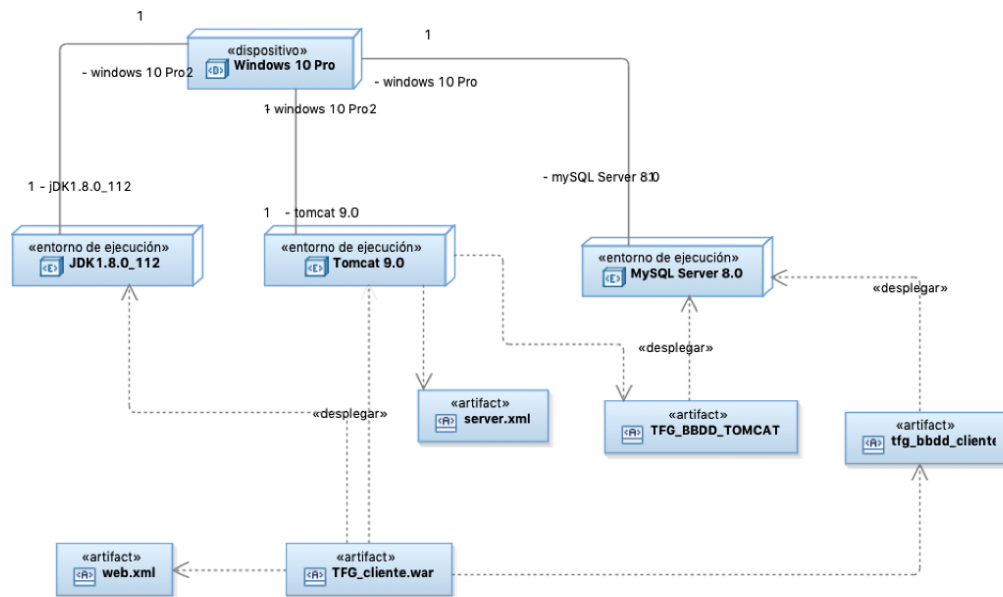 1
1
«dispositivo»
Windows 10 Pro
- windows 10 Pro2
- windows 10 Pro
1
- windows 10 Pro2
- mySQL Server 8.0
1
1 - jDK1.8.0_112
1 - tomcat 9.0
«entorno de ejecución»
JDK1.8.0_112
«entorno de ejecución»
Tomcat 9.0
«entorno de ejecución»
MySQL Server 8.0
«desplegar»
«desplegar»
«artifact»
server.xml
«artifact»
TFG_BBDD_TOMCAT
«desplegar»
«artifact»
tfg_bbdd_cliente
«artifact»
web.xml
«artifact»
TFG_cliente.war